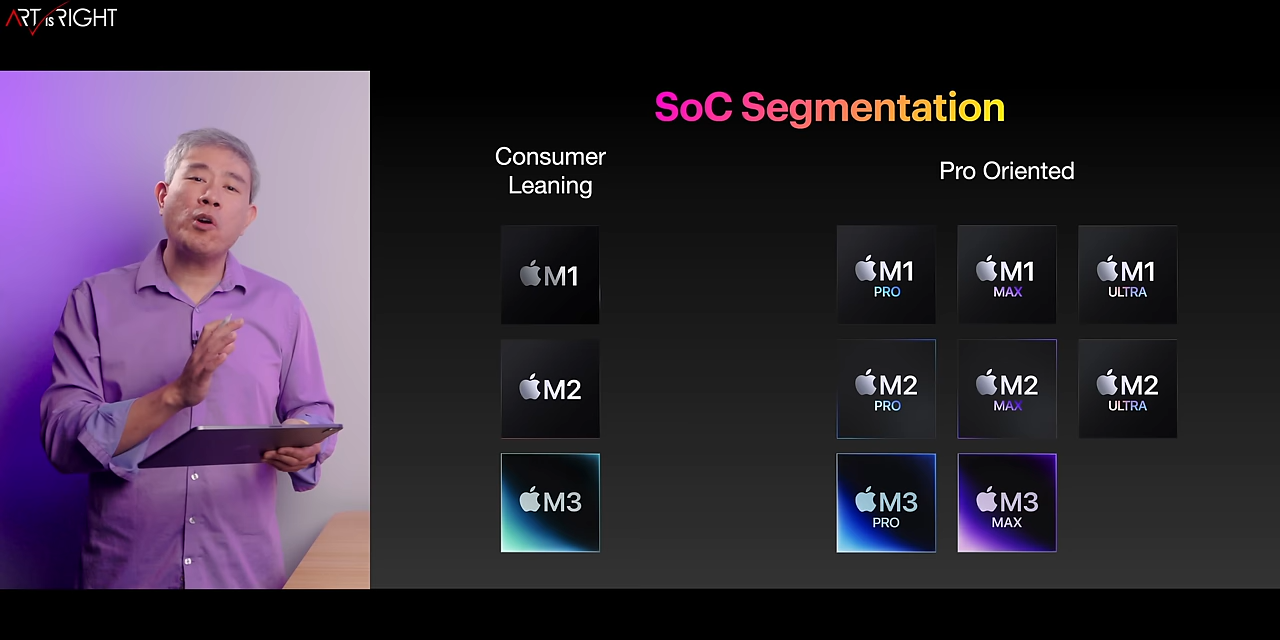 ART IS RIGHT
SoC Segmentation
Consumer
Leaning
Pro Oriented
M1
M1
PRO
M1
MAX
M1
ULTRA
M2
M2
PRO
M2
MAX
M2
ULTRA
M3
M3
PRO
M3
MAX